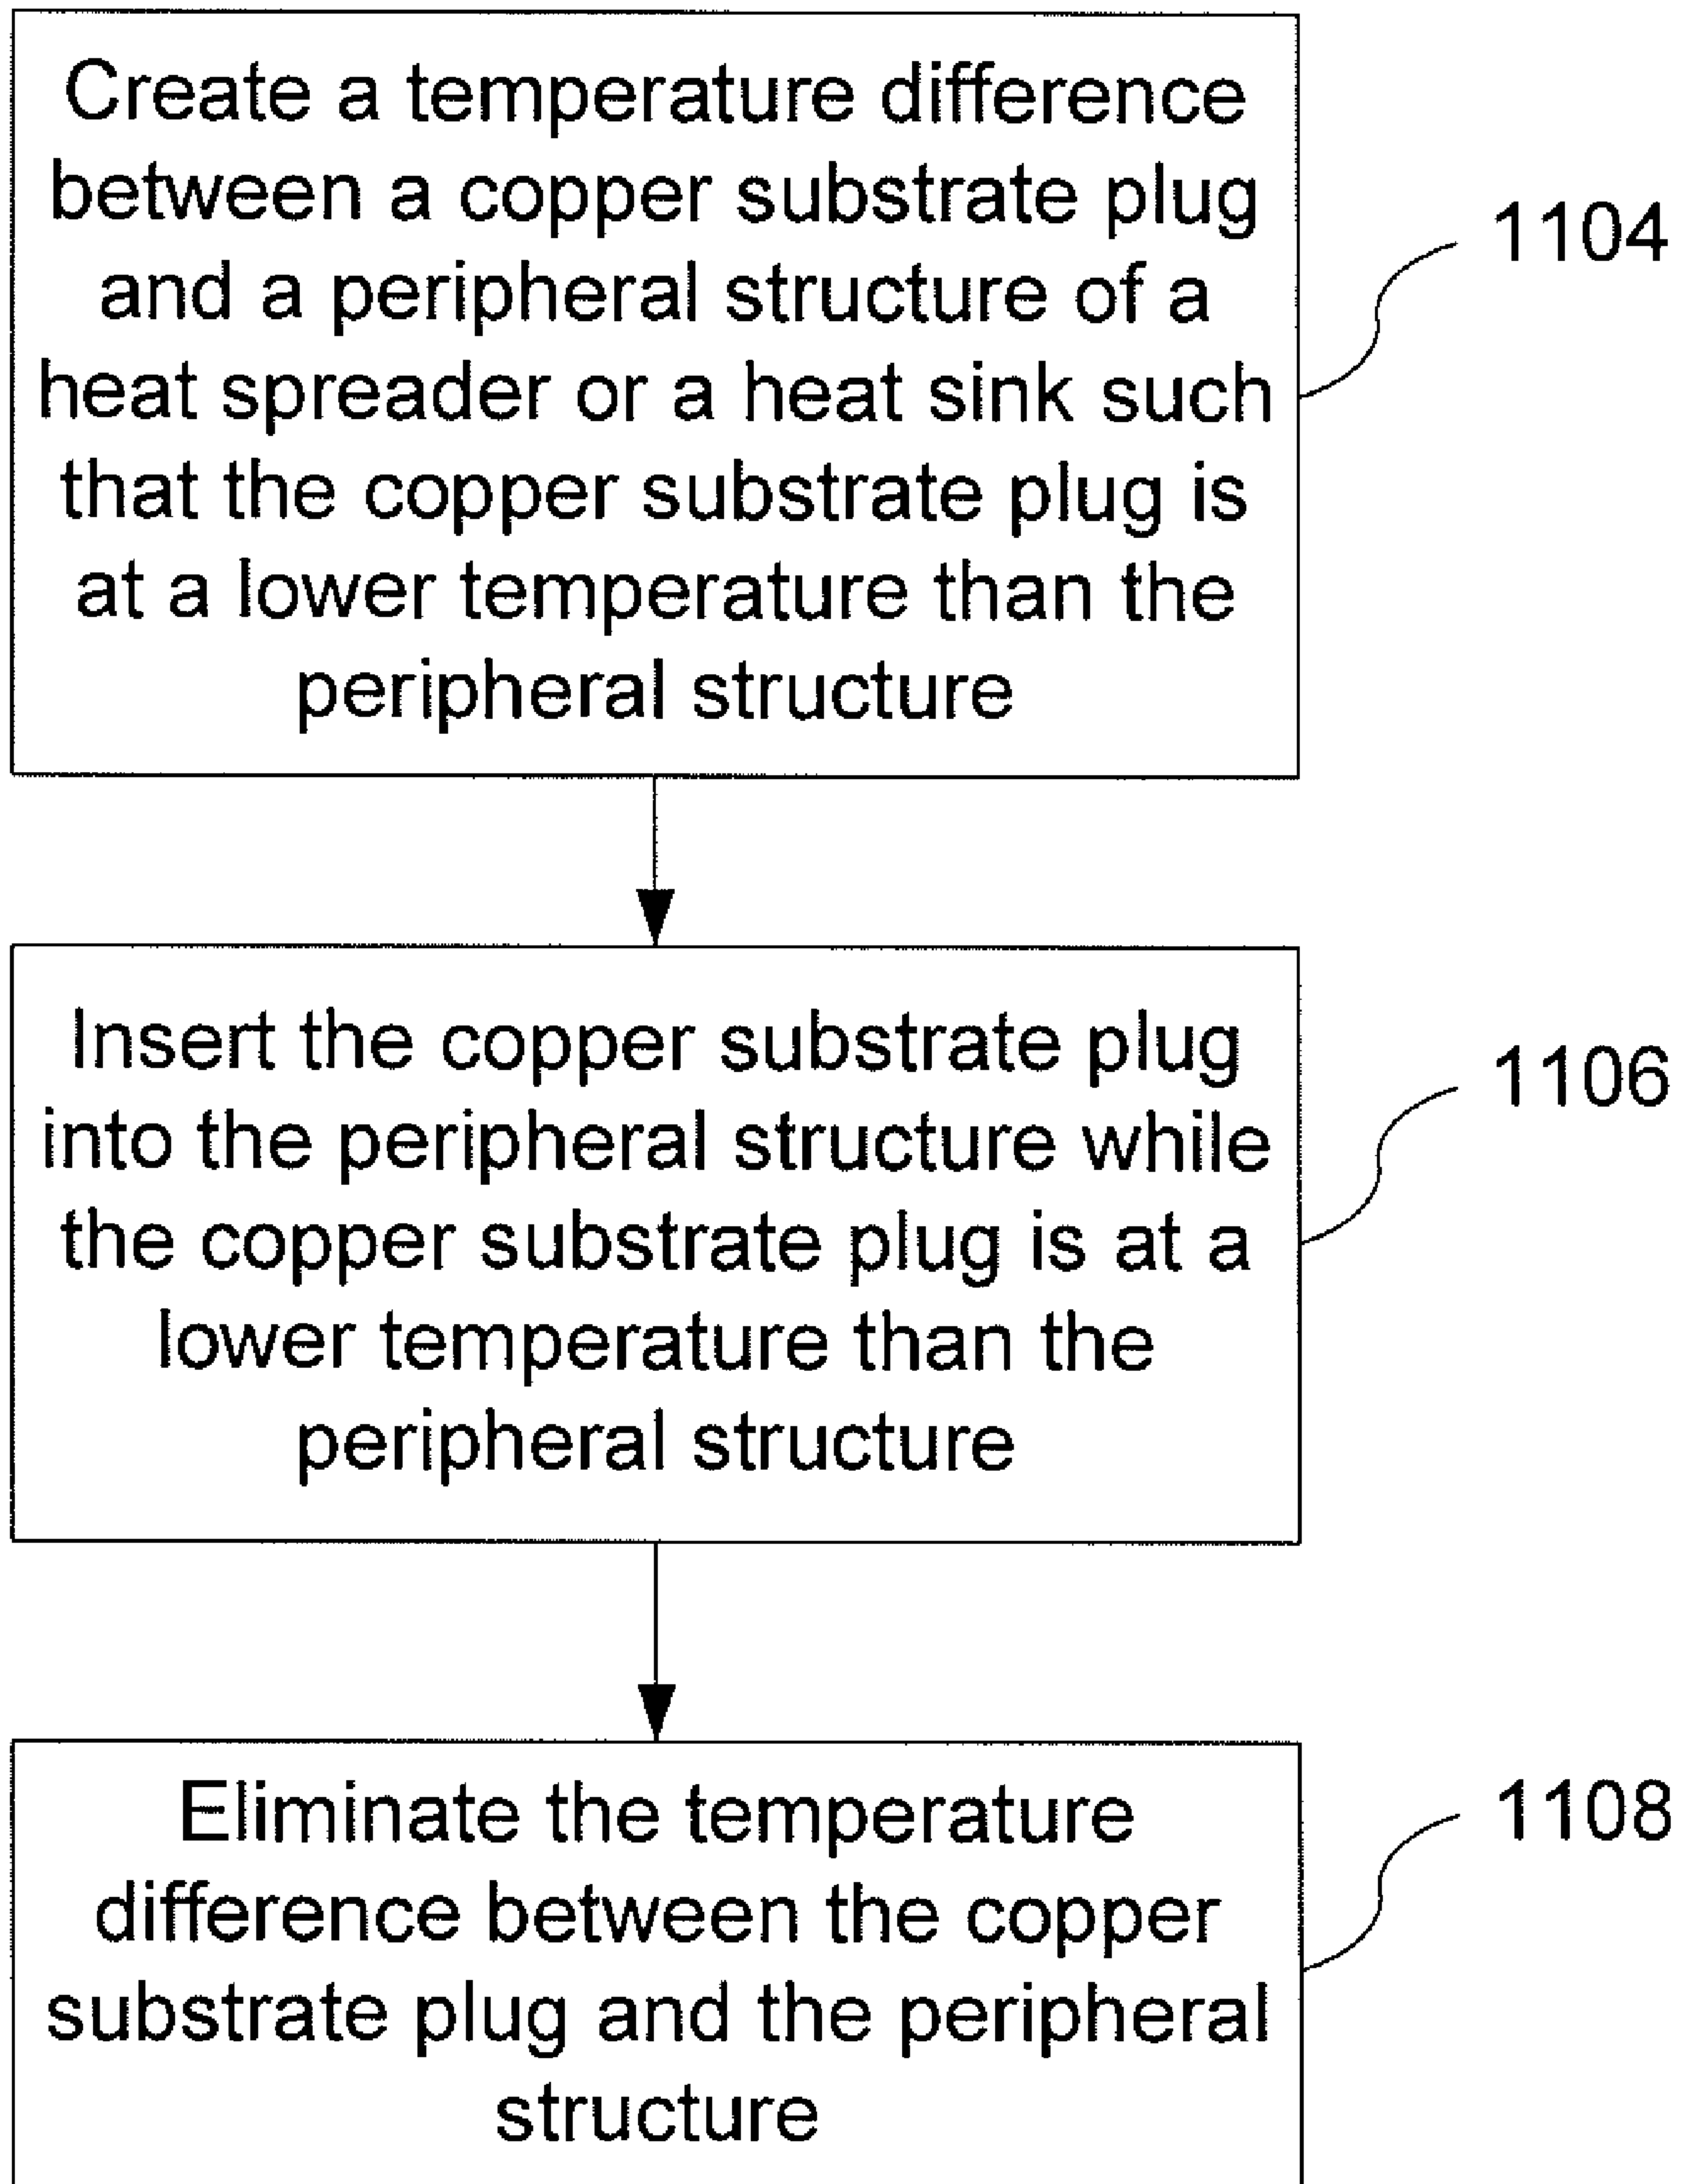 Create a temperature difference
between a copper substrate plug
and a peripheral structure of a
heat spreader or a heat sink such
that the copper substrate plug is
at a lower temperature than the
peripheral structure
1104
Insert the copper substrate plug
into the peripheral structure while
the copper substrate plug is at a
lower temperature than the
peripheral structure
1106
Eliminate the temperature
difference between the copper
substrate plug and the peripheral
structure
1108